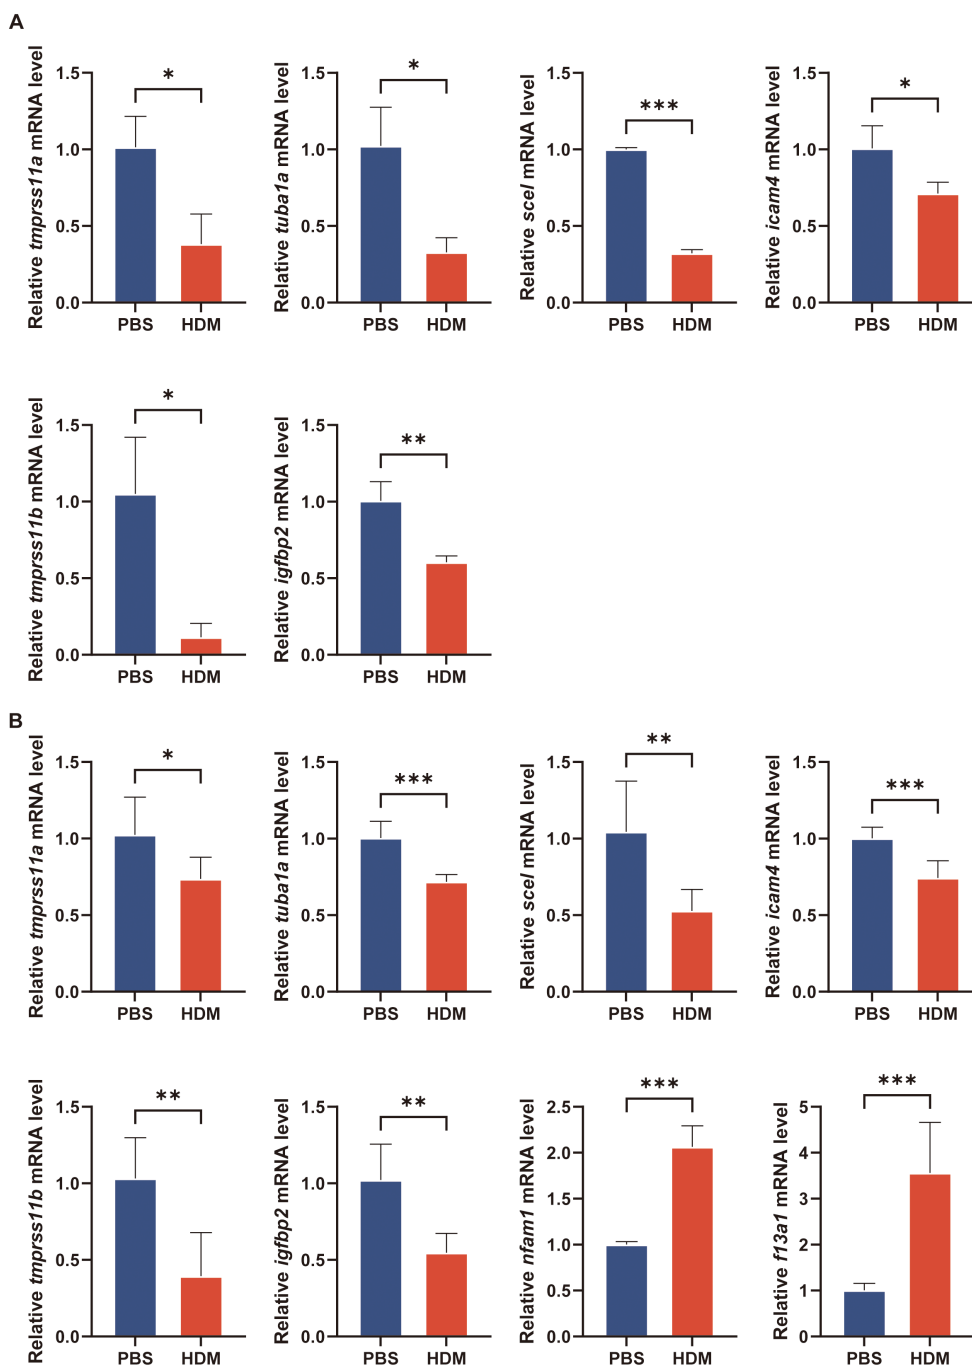 A
Relative tmprss11a mRNA level
1.5
1.0
0.5
0.0
*
PBS HDM
Relative tuba1a mRNA level
1.5
1.0
0.5
0.0
*
PBS HDM
Relative scel mRNA level
1.5
1.0
0.5
0.0
***
PBS HDM
Relative icam4 mRNA level
1.5
1.0
0.5
0.0
*
PBS HDM
Relative tmprss11b mRNA level
1.5
1.0
0.5
0.0
*
PBS HDM
Relative igfbp2 mRNA level
1.5
1.0
0.5
0.0
**
PBS HDM
B
Relative tmprss11a mRNA level
1.5
1.0
0.5
0.0
*
PBS HDM
Relative tuba1a mRNA level
1.5
1.0
0.5
0.0
***
PBS HDM
Relative scel mRNA level
1.5
1.0
0.5
0.0
**
PBS HDM
Relative icam4 mRNA level
1.5
1.0
0.5
0.0
***
PBS HDM
Relative tmprss11b mRNA level
1.5
1.0
0.5
0.0
**
PBS HDM
Relative igfbp2 mRNA level
1.5
1.0
0.5
0.0
**
PBS HDM
Relative nfam1 mRNA level
2.5
2.0
1.5
1.0
0.5
0.0
***
PBS HDM
Relative f13a1 mRNA level
5
4
3
2
1
0
***
PBS HDM